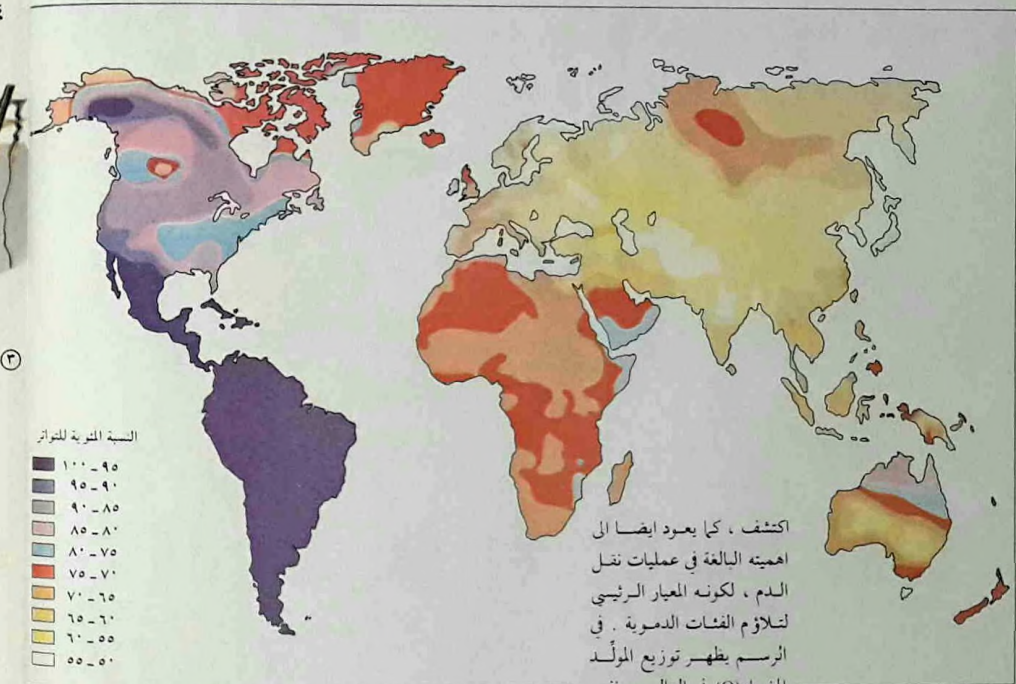 ٣
النسبة المئوية للتواتر
٩٥ – ١٠٠
٩٠ – ٩٥
٨٥ – ٩٠
٨٠ – ٨٥
٧٥ – ٨٠
٧٠ – ٧٥
٦٥ – ٧٠
٦٠ – ٦٥
٥٥ – ٦٠
٥٠ – ٥٥
اكتشف ، كما يعود ايضا الى
اهميته البالغة في عمليات نقل
الدم ، لكونه المعيار الرئيسي
لتلاؤم الفئات الدموية . في
الرسم يظهر توزيع المولّد